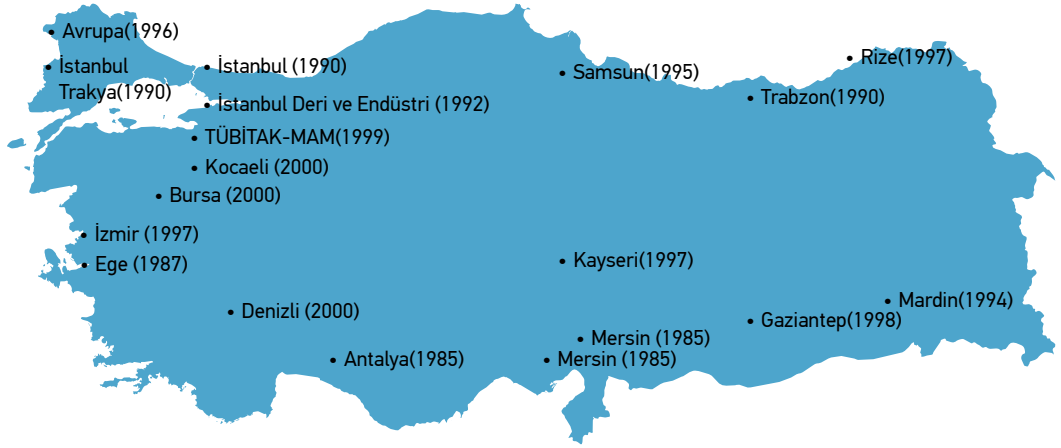 Avrupa(1996)
İstanbul
Trakya(1990)
İstanbul (1990)
İstanbul Deri ve Endüstri (1992)
TÜBİTAK-MAM(1999)
Kocaeli (2000)
Bursa (2000)
İzmir (1997)
Ege (1987)
Denizli (2000)
Antalya(1985)
Samsun(1995)
Rize(1997)
Trabzon(1990)
Kayseri(1997)
Mardin(1994)
Gaziantep(1998)
Mersin (1985)
Mersin (1985)